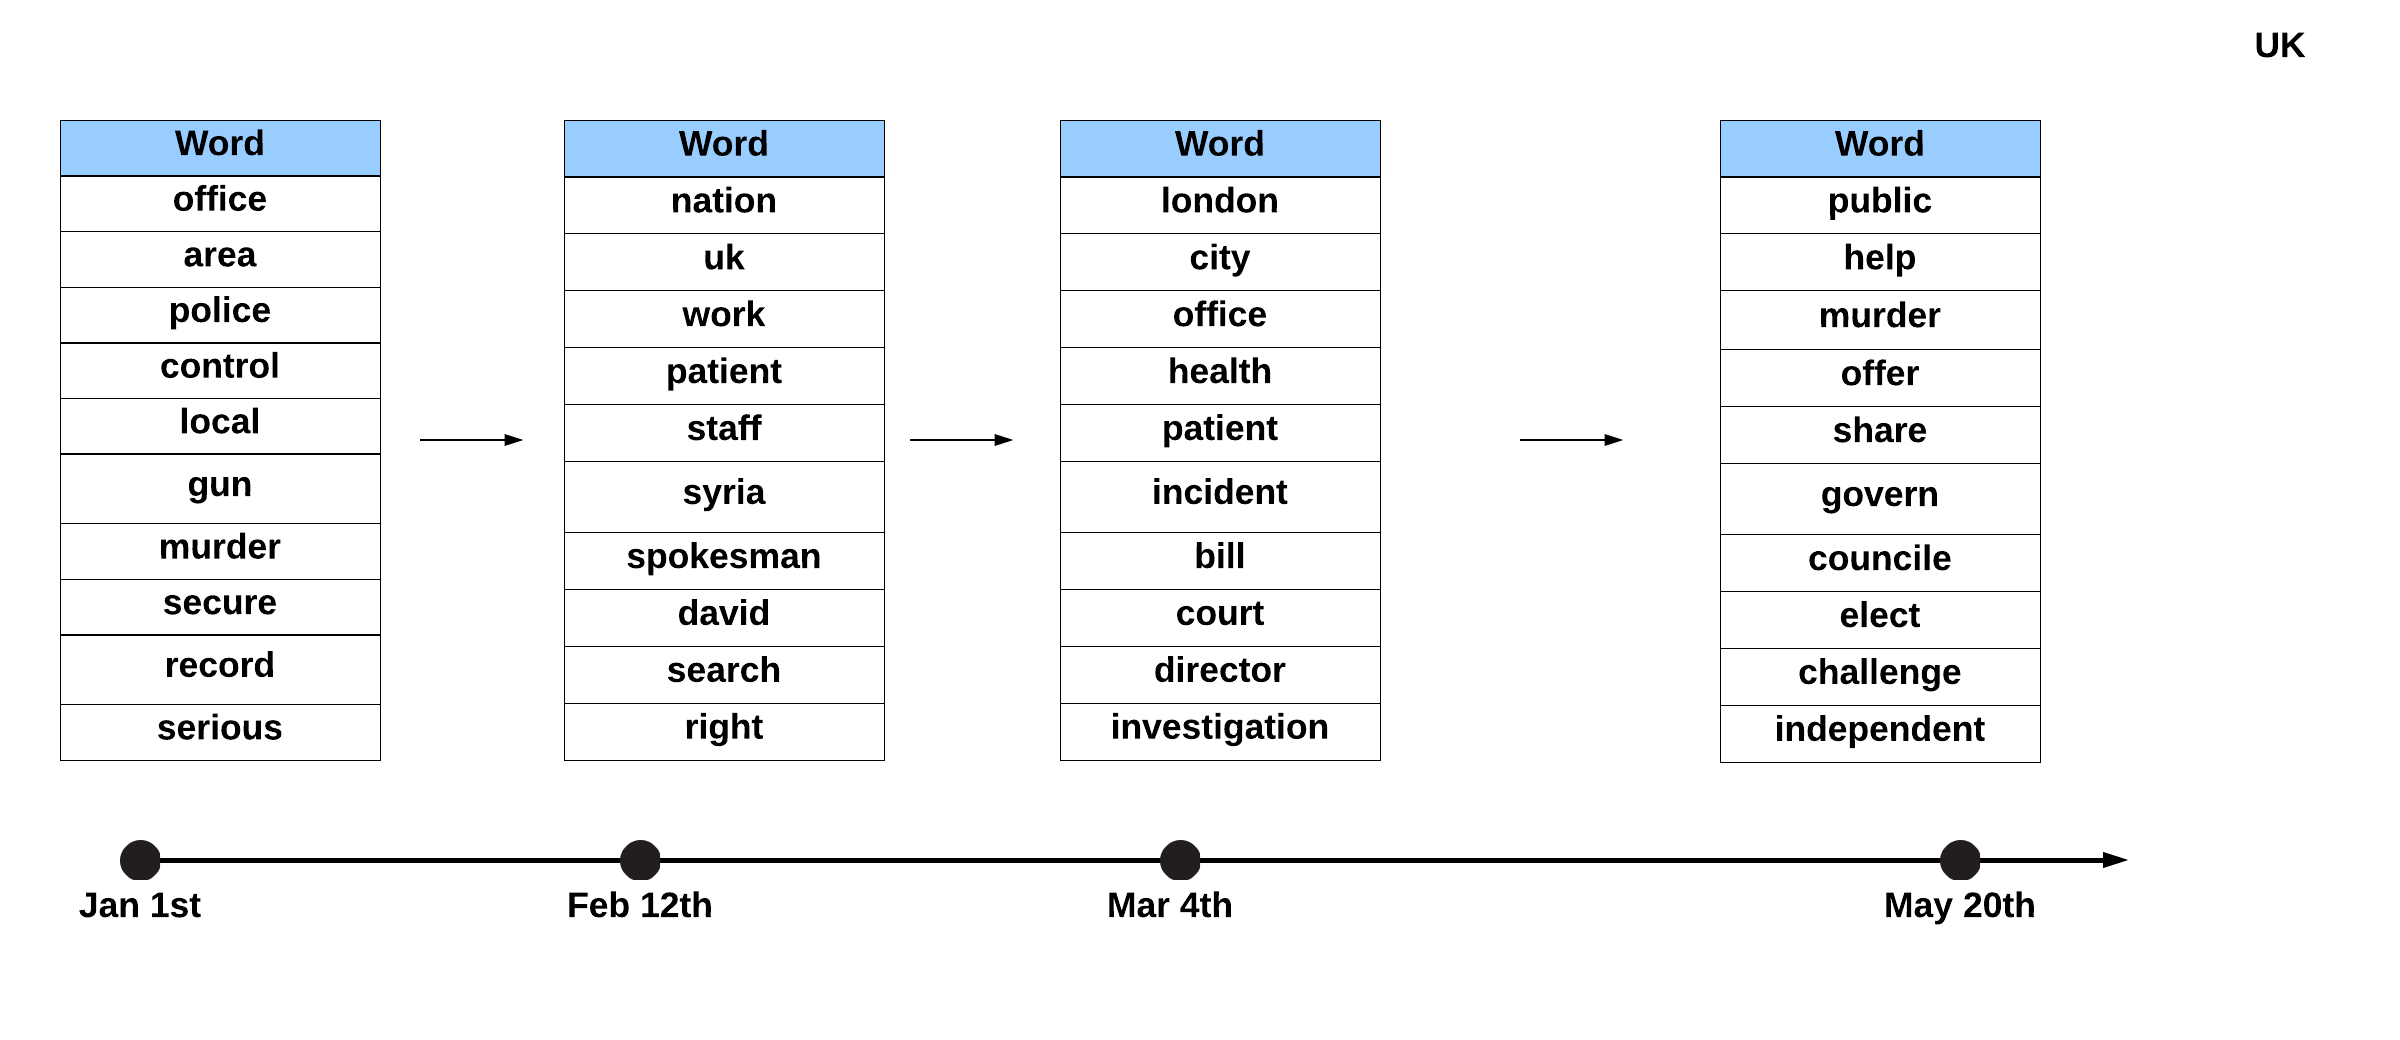 UK
Word
office
area
police
control
local
gun
murder
secure
record
serious
Word
nation
uk
work
patient
staff
syria
spokesman
david
search
right
Word
london
city
office
health
patient
incident
bill
court
director
investigation
Word
public
help
murder
offer
share
govern
councile
elect
challenge
independent
Jan 1st
Feb 12th
Mar 4th
May 20th